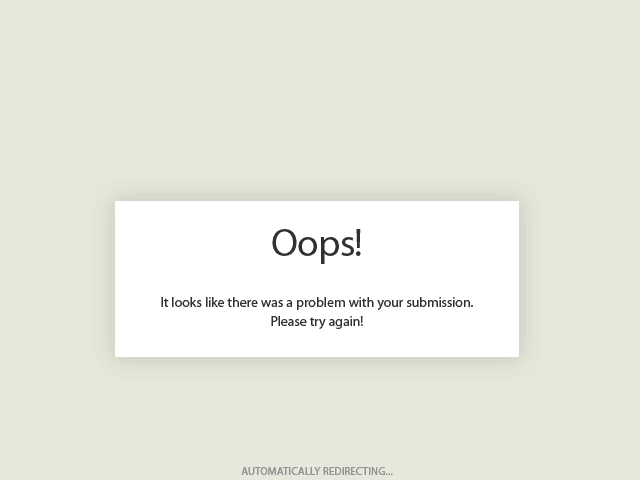 Oops!
It looks like there was a problem with your submission.
Please try again!
AUTOMATICALLY REDIRECTING...